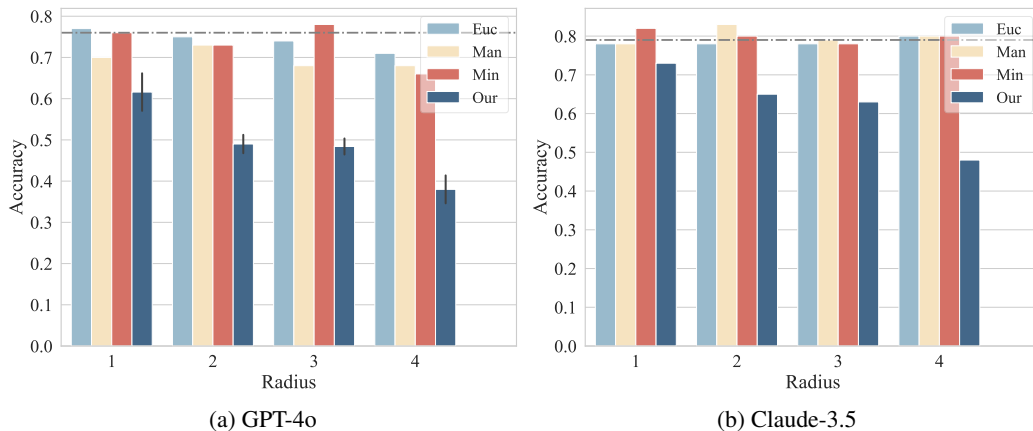 0.8
0.7
0.6
0.5
0.4
0.3
0.2
0.1
0.0
Accuracy
1 2 3 4
Radius
Euc
Man
Min
Our
(a) GPT-4o
0.8
0.7
0.6
0.5
0.4
0.3
0.2
0.1
0.0
Accuracy
1 2 3 4
Radius
Euc
Man
Min
Our
(b) Claude-3.5